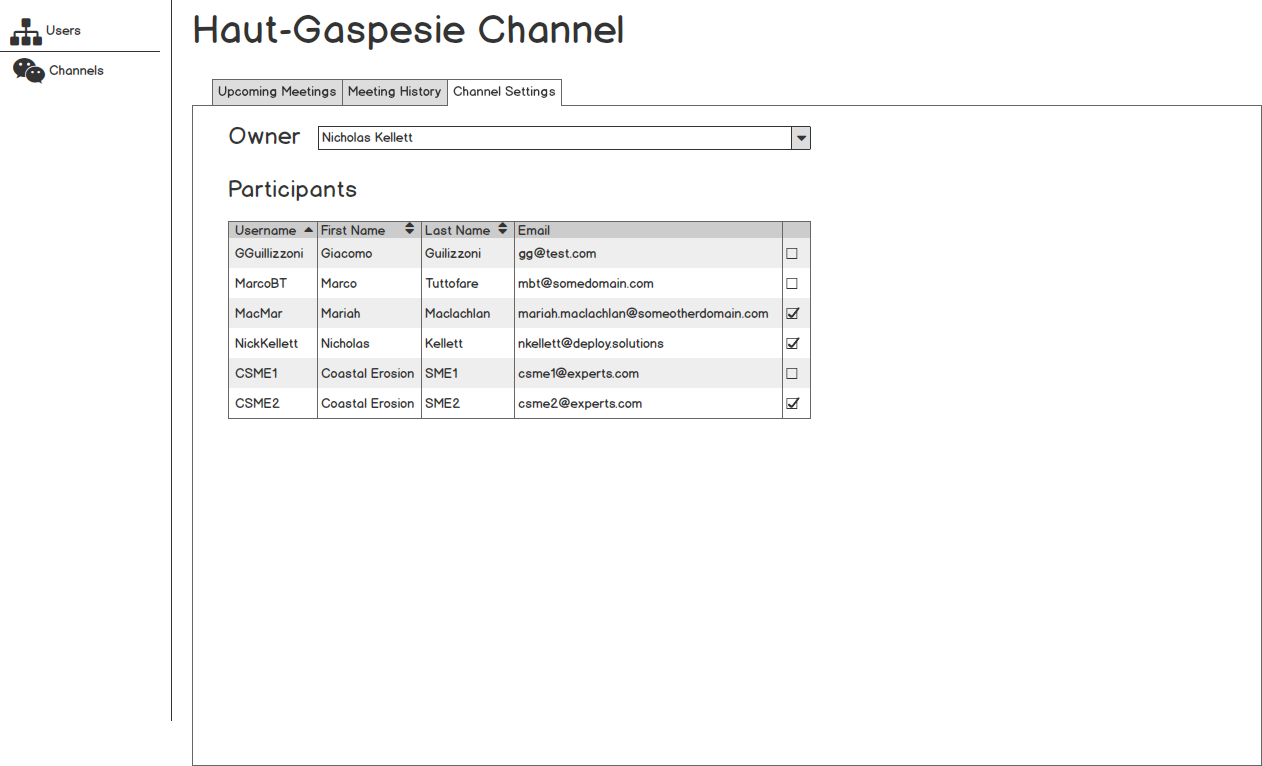 Users
Channels
Haut-Gaspesie Channel
Upcoming Meetings Meeting History Channel Settings
Owner Nicholas Kellett
Participants
Username First Name Last Name Email
GGuillizzoni Giacomo Guilizzoni gg@test.com
MarcoBT Marco Tuttofare mbt@somedomain.com
MacMar Mariah Maclachlan mariah.maclachlan@someotherdomain.com
NickKellett Nicholas Kellett nkellett@deploy.solutions
CSME1 Coastal Erosion SME1 csme1@experts.com
CSME2 Coastal Erosion SME2 csme2@experts.com